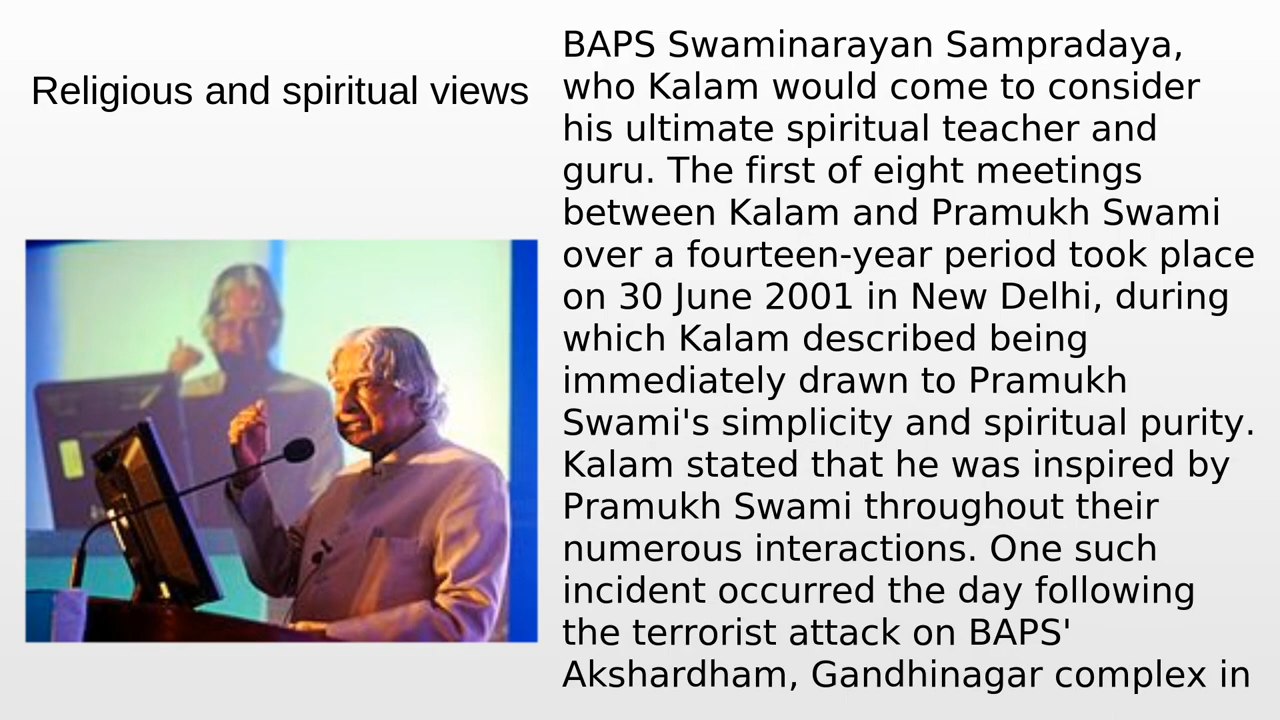 Religious and spiritual views
BAPS Swaminarayan Sampradaya,
who Kalam would come to consider
his ultimate spiritual teacher and
guru. The first of eight meetings
between Kalam and Pramukh Swami
over a fourteen-year period took place
on 30 June 2001 in New Delhi, during
which Kalam described being
immediately drawn to Pramukh
Swami's simplicity and spiritual purity.
Kalam stated that he was inspired by
Pramukh Swami throughout their
numerous interactions. One such
incident occurred the day following
the terrorist attack on BAPS'
Akshardham, Gandhinagar complex in